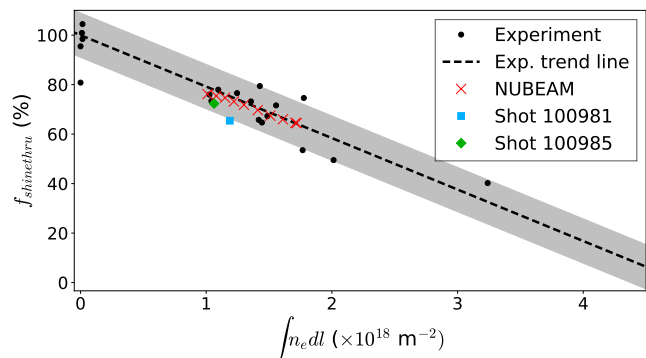 100
80
60
40
20
0
f_{shinethru} (%)
0 1 2 3 4
∫n_e dl (×10^{18} m^{−2})
Experiment
Exp. trend line
NUBEAM
Shot 100981
Shot 100985